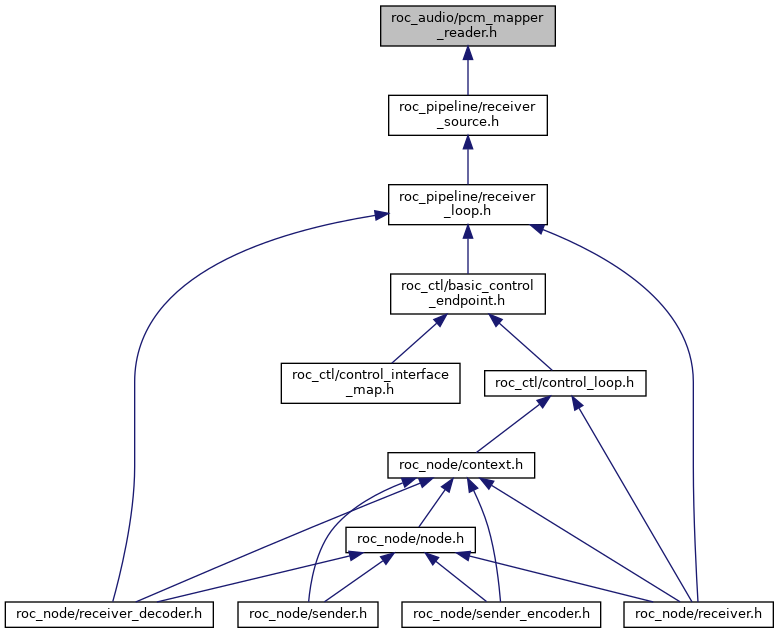 roc_audio/pcm_mapper
_reader.h
roc_pipeline/receiver
_source.h
roc_pipeline/receiver
_loop.h
roc_ctl/basic_control
_endpoint.h
roc_ctl/control_interface
_map.h
roc_ctl/control_loop.h
roc_node/context.h
roc_node/node.h
roc_node/receiver_decoder.h
roc_node/sender.h
roc_node/sender_encoder.h
roc_node/receiver.h